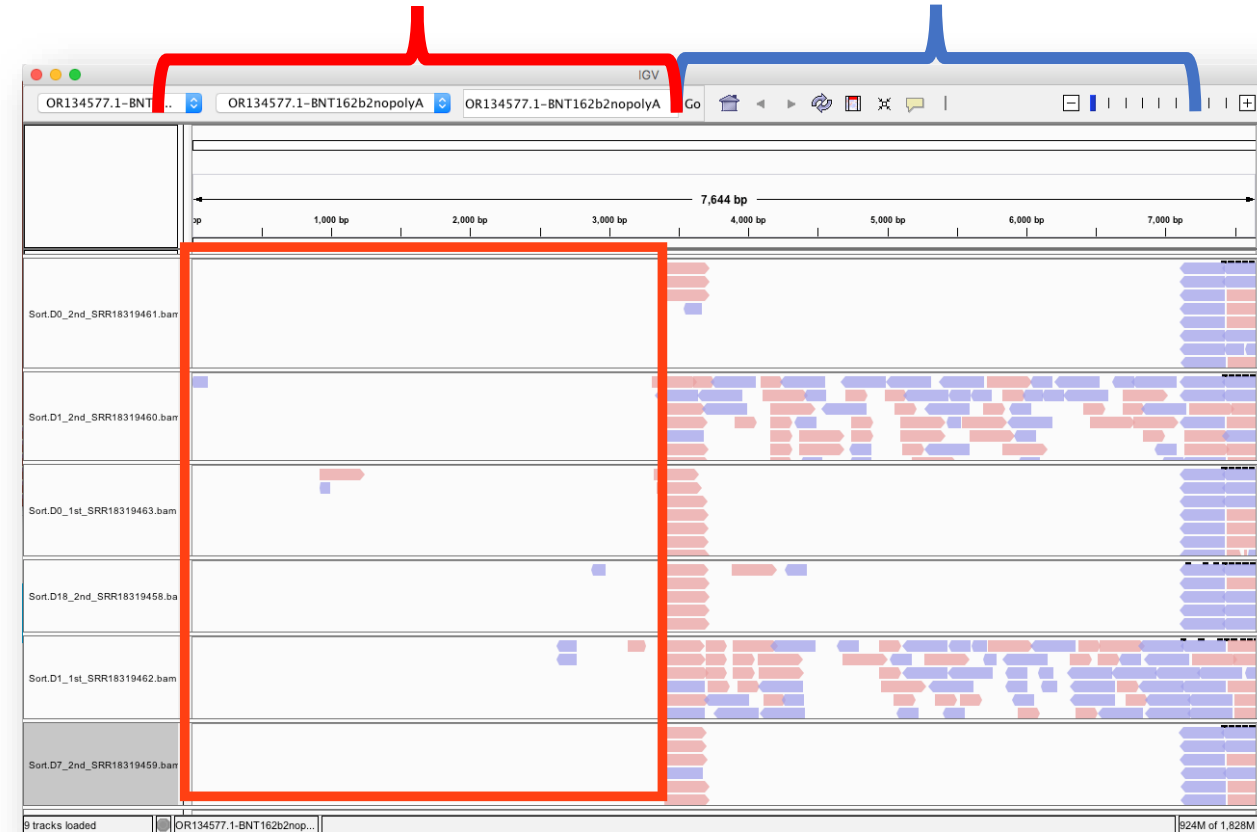 IGV
OR134577.1-BNT... OR134577.1-BNT162b2nopolyA OR134577.1-BNT162b2nopolyA Go
7,644 bp
bp 1,000 bp 2,000 bp 3,000 bp 4,000 bp 5,000 bp 6,000 bp 7,000 bp
Sort.D0_2nd_SRR18319461.bam
Sort.D1_2nd_SRR18319460.bam
Sort.D0_1st_SRR18319463.bam
Sort.D18_2nd_SRR18319458.ba
Sort.D1_1st_SRR18319462.bam
Sort.D7_2nd_SRR18319459.bam
9 tracks loaded OR134577.1-BNT162b2nop... 924M of 1,828M